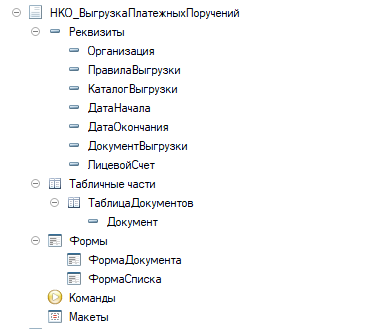 НКО_ВыгрузкаПлатежныхПоручений
Реквизиты
Организация
ПравилаВыгрузки
КаталогВыгрузки
ДатаНачала
ДатаОкончания
ДокументВыгрузки
ЛицевойСчет
Табличные части
ТаблицаДокументов
Документ
Формы
ФормаДокумента
ФормаСписка
Команды
Макеты